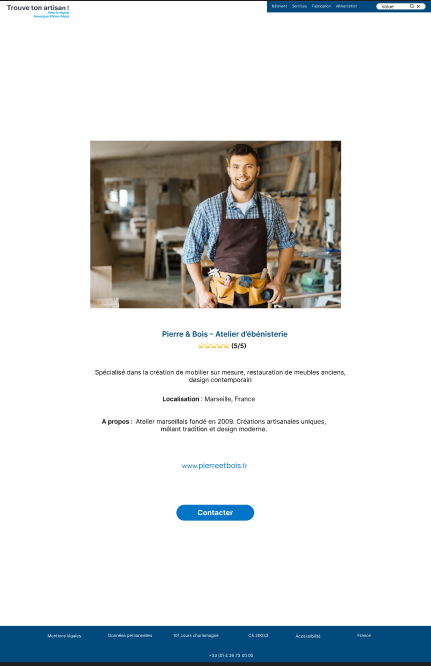 Trouve ton artisan !
Avec la région
Auvergne-Rhône-Alpes
Bâtiment Services Fabrication Alimentation
Value
Pierre & Bois – Atelier d’ébénisterie
(5/5)
Spécialisé dans la création de mobilier sur mesure, restauration de meubles anciens,
design contemporain
Localisation : Marseille, France
A propos : Atelier marseillais fondé en 2009. Créations artisanales uniques,
mêlant tradition et design moderne.
www.pierreetbois.fr
Contacter
Mentions légales Données personnelles 101 cours charlemagne CS 20033 Accessibilité France
+33 (0) 4 26 73 00 00